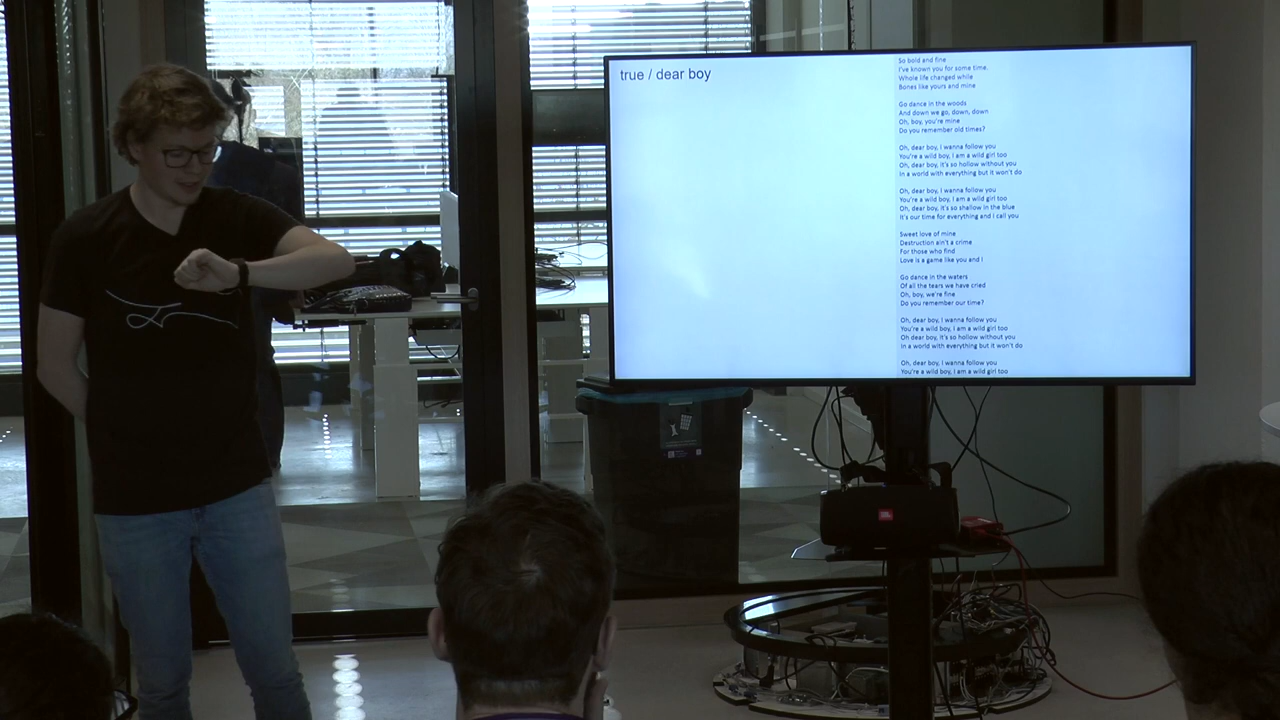 true / dear boy
So bold and fine
I've known you for some time.
Whole life changed while
Bones like yours and mine
Go dance in the woods
And down we go, down, down
Oh, boy, you're mine
Do you remember old times?
Oh, dear boy, I wanna follow you
You're a wild boy, I am a wild girl too
Oh, dear boy, it's so hollow without you
In a world with everything but it won't do
Oh, dear boy, I wanna follow you
You're a wild boy, I am a wild girl too
Oh, dear boy, it's so shallow in the blue
It's our time for everything and I call you
Sweet love of mine
Destruction ain't a crime
For those who find
Love is a game like you and I
Go dance in the waters
Of all the tears we have cried
Oh, boy, we're fine
Do you remember our time?
Oh, dear boy, I wanna follow you
You're a wild boy, I am a wild girl too
Oh dear boy, it's so hollow without you
In a world with everything but it won't do
Oh, dear boy, I wanna follow you
You're a wild boy, I am a wild girl too
JBL